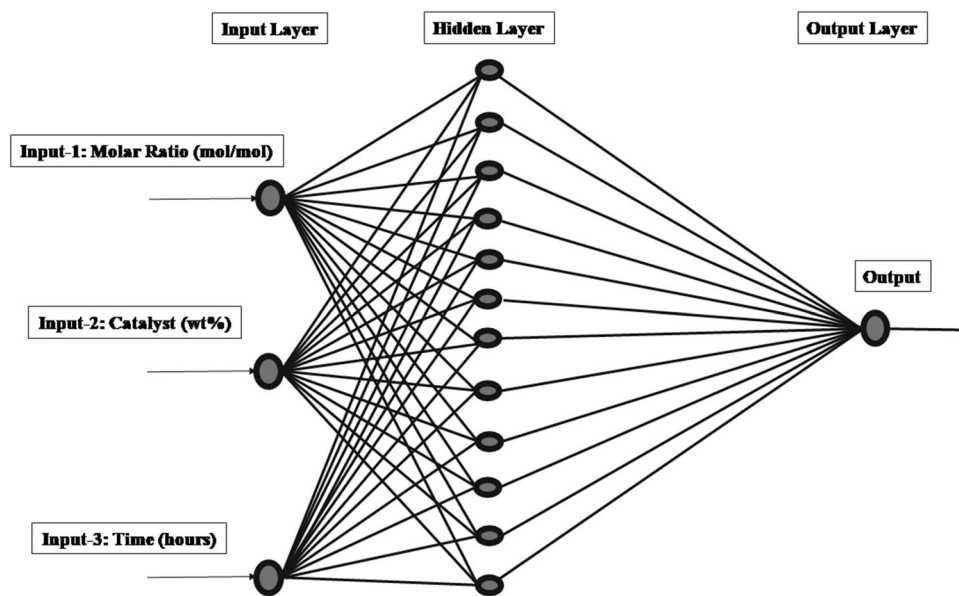 Input Layer
Hidden Layer
Output Layer
Input-1: Molar Ratio (mol/mol)
Output
Input-2: Catalyst (wt%)
Input-3: Time (hours)